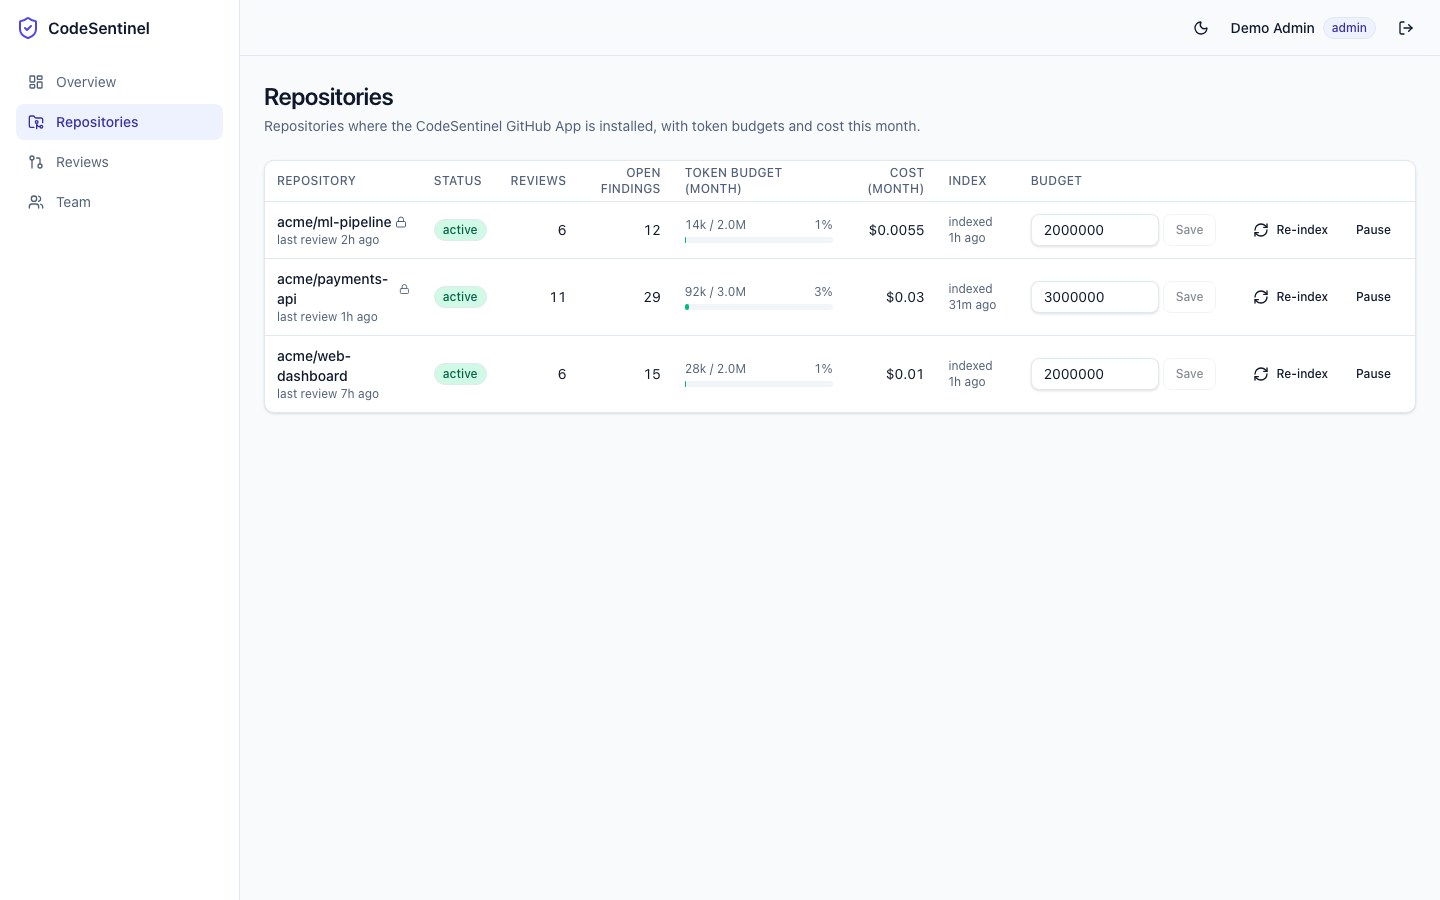 CodeSentinel
Demo Admin admin
Overview
Repositories
Reviews
Team
Repositories
Repositories where the CodeSentinel GitHub App is installed, with token budgets and cost this month.
REPOSITORY STATUS REVIEWS OPEN FINDINGS TOKEN BUDGET (MONTH) COST (MONTH) INDEX BUDGET
acme/ml-pipeline active 6 12 14k / 2.0M 1% $0.0055 indexed 1h ago 2000000 Save Re-index Pause
last review 2h ago
acme/payments-api active 11 29 92k / 3.0M 3% $0.03 indexed 31m ago 3000000 Save Re-index Pause
last review 1h ago
acme/web-dashboard active 6 15 28k / 2.0M 1% $0.01 indexed 1h ago 2000000 Save Re-index Pause
last review 7h ago